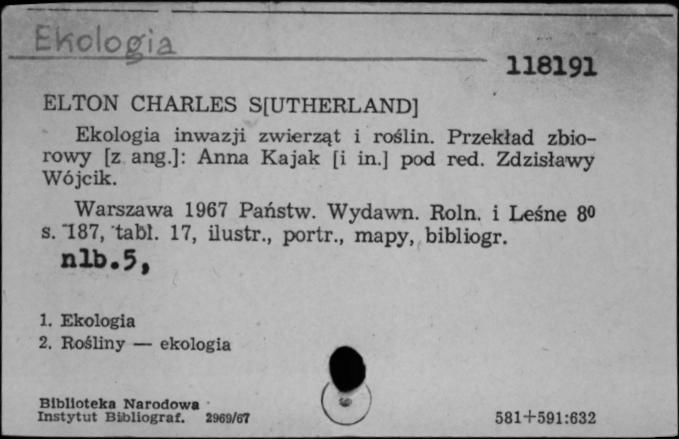 Ekologia
118191
ELTON CHARLES S[UTHERLAND]
Ekologia inwazji zwierząt i roślin. Przekład zbio-
rowy [z ang.]: Anna Kajak [i in.] pod red. Zdzisławy
Wójcik.
Warszawa 1967 Państw. Wydawn. Roln. i Leśne 8⁰
s. 187, tabl. 17, ilustr., portr., mapy, bibliogr.
nlb.5,
1. Ekologia
2. Rośliny — ekologia
Biblioteka Narodowa
Instytut Bibliograf. 2969/67
581+591:632